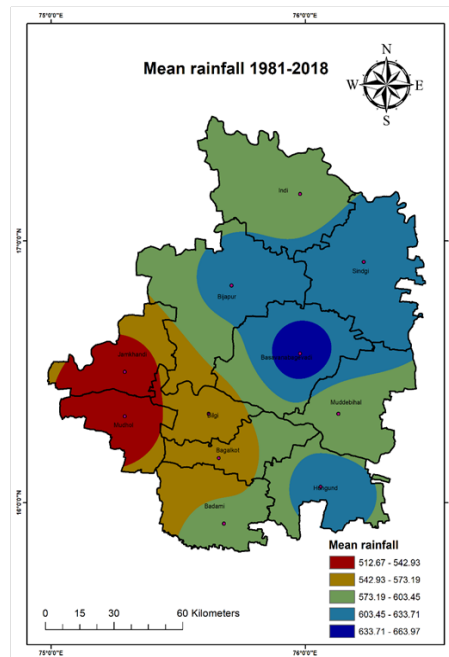 75°0'0"E
76°0'0"E
Mean rainfall 1981-2018
N
W
E
S
Indi
17°0'0"N
Sindgi
Bijapur
Jamkhandi
Muddebihal
Bilgi
Mudhol
Bagalkot
16°0'0"N
Hungund
Badami
Mean rainfall
512.67 - 542.93
542.93 - 573.19
573.19 - 603.45
603.45 - 633.71
633.71 - 663.97
0 15 30 60 Kilometers
75°0'0"E
76°0'0"E